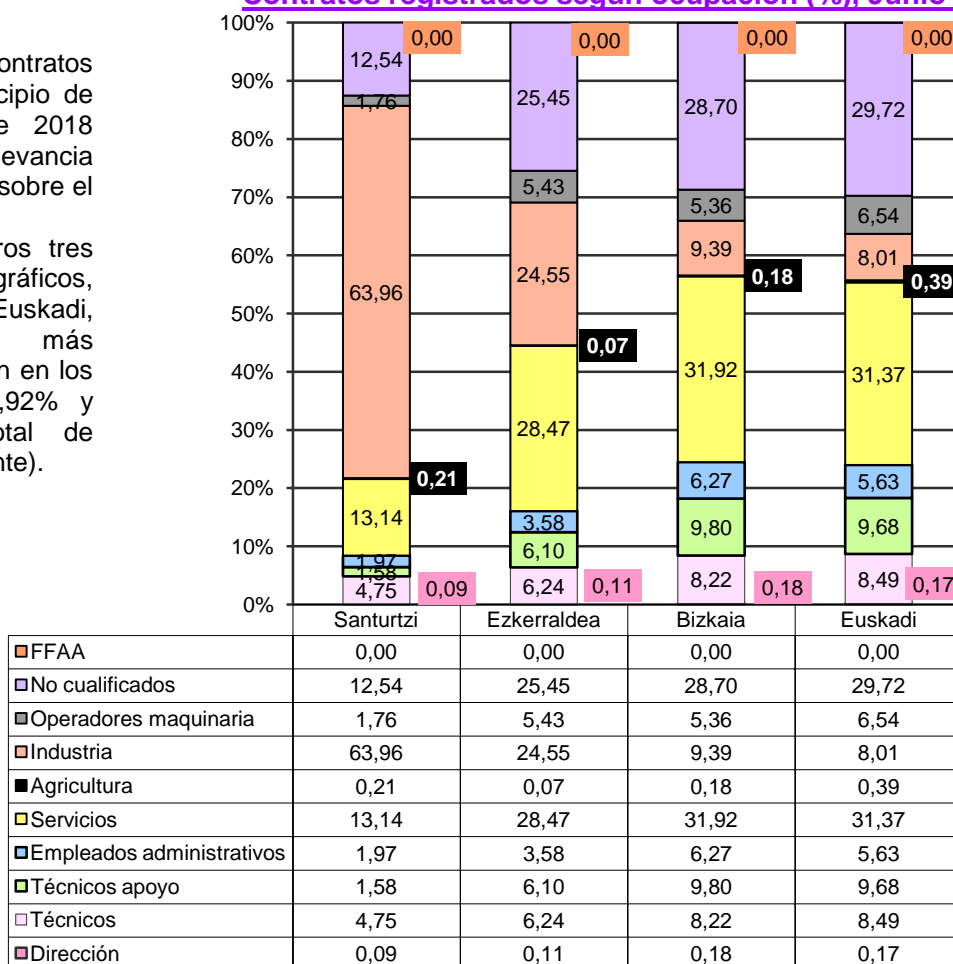 Contratos registrados según ocupación (%), Junio
ontratos
cipio de
e 2018
evancia
sobre el
ros tres
gráficos,
Euskadi,
más
n en los
,92% y
otal de
nte).
100%
90%
80%
70%
60%
50%
40%
30%
20%
10%
0%
0,00 0,00 0,00 0,00
12,54 25,45 28,70 29,72
1,76 5,43 5,36 6,54
63,96 24,55 9,39 8,01
0,21 0,07 0,18 0,39
13,14 28,47 31,92 31,37
1,97 3,58 6,27 5,63
1,58 6,10 9,80 9,68
4,75 6,24 8,22 8,49
0,09 0,11 0,18 0,17
Santurtzi Ezkerraldea Bizkaia Euskadi
FFAA 0,00 0,00 0,00 0,00
No cualificados 12,54 25,45 28,70 29,72
Operadores maquinaria 1,76 5,43 5,36 6,54
Industria 63,96 24,55 9,39 8,01
Agricultura 0,21 0,07 0,18 0,39
Servicios 13,14 28,47 31,92 31,37
Empleados administrativos 1,97 3,58 6,27 5,63
Técnicos apoyo 1,58 6,10 9,80 9,68
Técnicos 4,75 6,24 8,22 8,49
Dirección 0,09 0,11 0,18 0,17